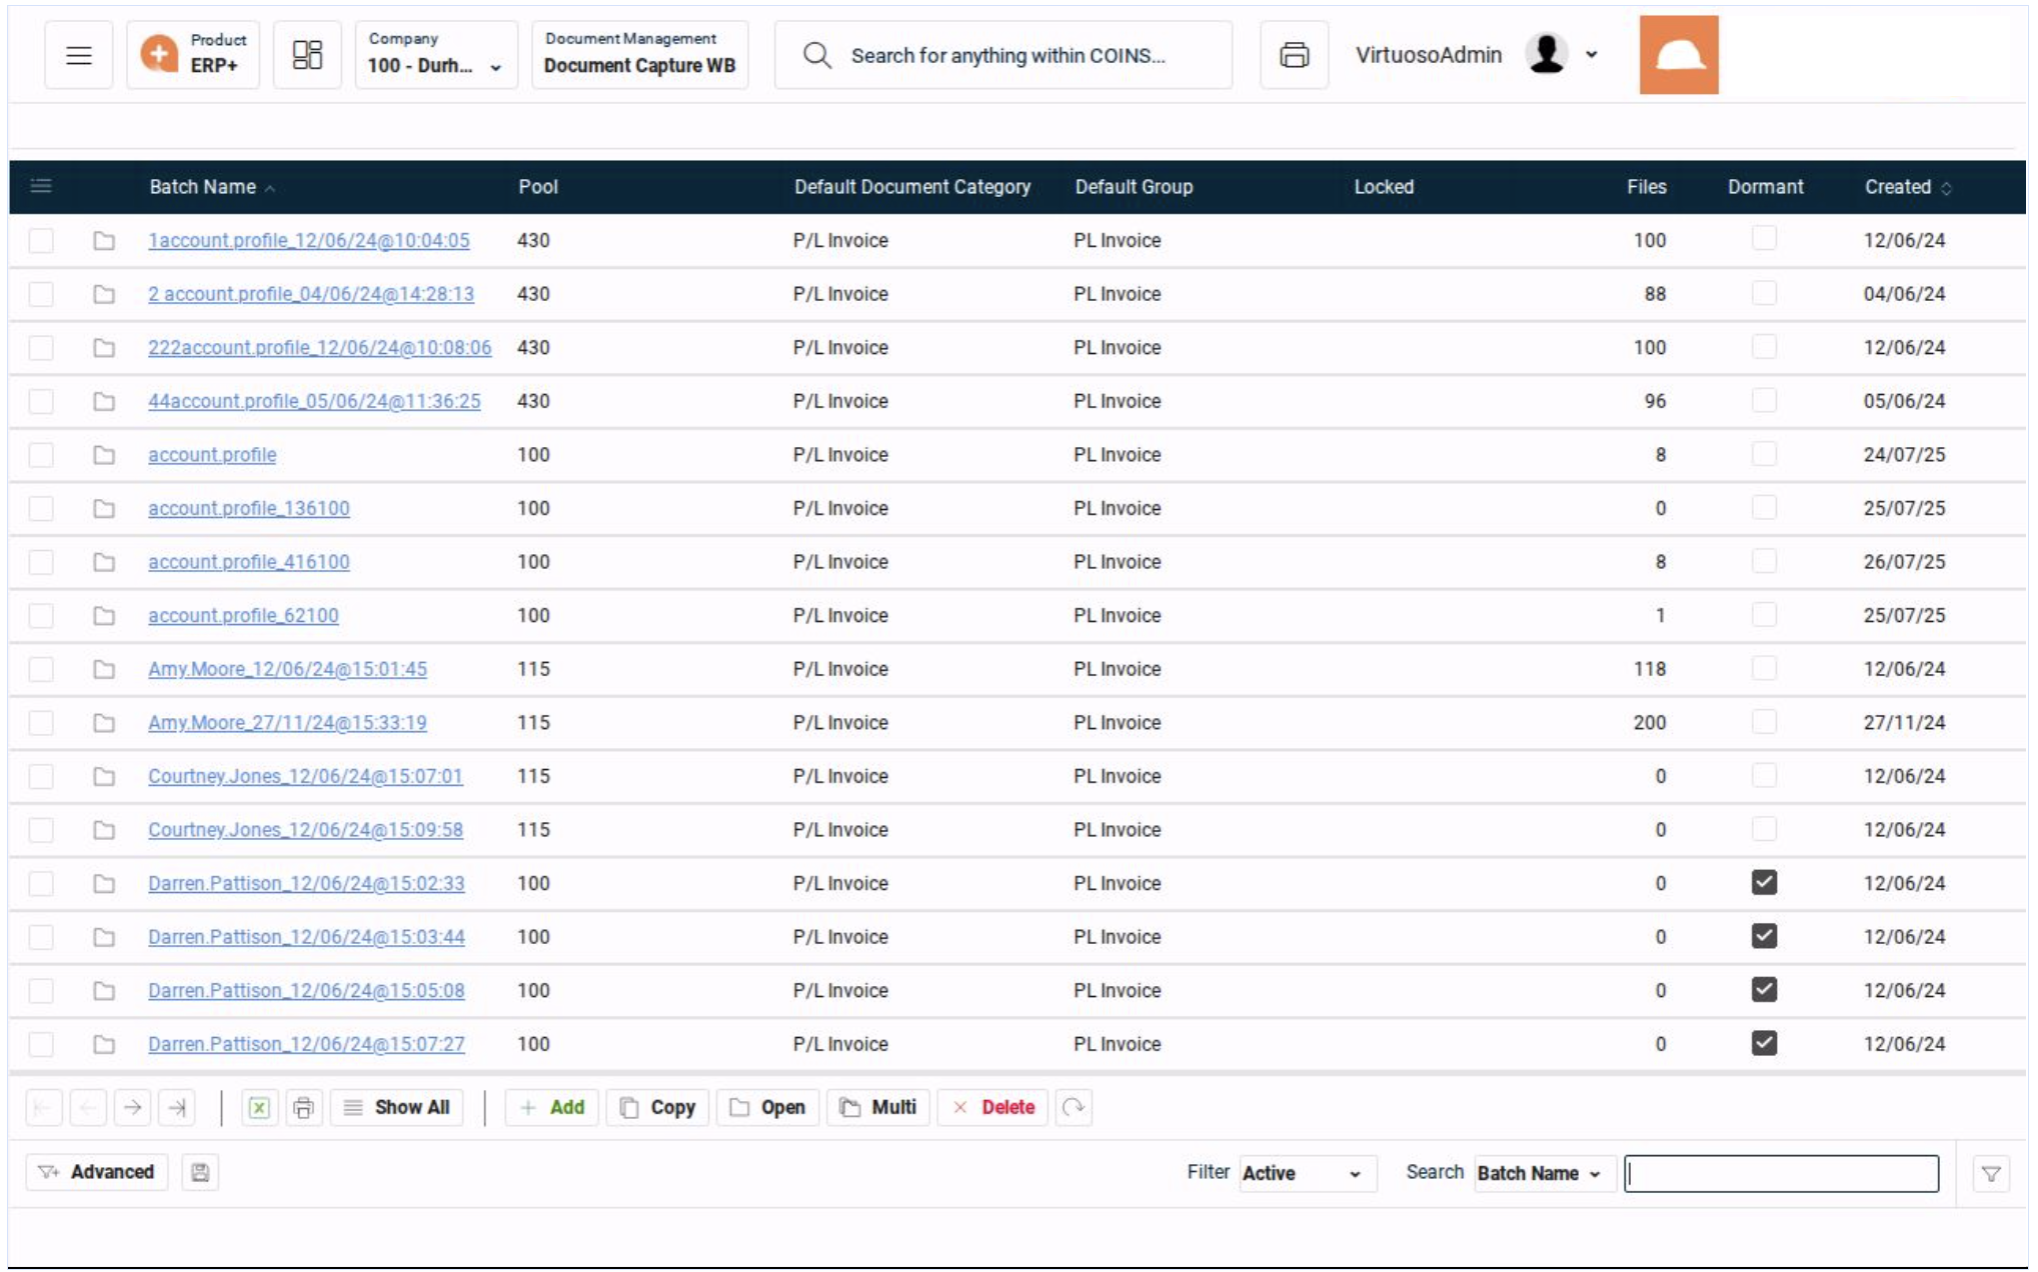 Product
ERP+
Company
100 - Durh...
Document Management
Document Capture WB
Search for anything within COINS...
VirtuosoAdmin
Batch Name Pool Default Document Category Default Group Locked Files Dormant Created
1account.profile_12/06/24@10:04:05 430 P/L Invoice PL Invoice 100 12/06/24
2 account.profile_04/06/24@14:28:13 430 P/L Invoice PL Invoice 88 04/06/24
222account.profile_12/06/24@10:08:06 430 P/L Invoice PL Invoice 100 12/06/24
44account.profile_05/06/24@11:36:25 430 P/L Invoice PL Invoice 96 05/06/24
account.profile 100 P/L Invoice PL Invoice 8 24/07/25
account.profile_136100 100 P/L Invoice PL Invoice 0 25/07/25
account.profile_416100 100 P/L Invoice PL Invoice 8 26/07/25
account.profile_62100 100 P/L Invoice PL Invoice 1 25/07/25
Amy.Moore_12/06/24@15:01:45 115 P/L Invoice PL Invoice 118 12/06/24
Amy.Moore_27/11/24@15:33:19 115 P/L Invoice PL Invoice 200 27/11/24
Courtney.Jones_12/06/24@15:07:01 115 P/L Invoice PL Invoice 0 12/06/24
Courtney.Jones_12/06/24@15:09:58 115 P/L Invoice PL Invoice 0 12/06/24
Darren.Pattison_12/06/24@15:02:33 100 P/L Invoice PL Invoice 0 12/06/24
Darren.Pattison_12/06/24@15:03:44 100 P/L Invoice PL Invoice 0 12/06/24
Darren.Pattison_12/06/24@15:05:08 100 P/L Invoice PL Invoice 0 12/06/24
Darren.Pattison_12/06/24@15:07:27 100 P/L Invoice PL Invoice 0 12/06/24
Show All Add Copy Open Multi Delete
Advanced Filter Active Search Batch Name